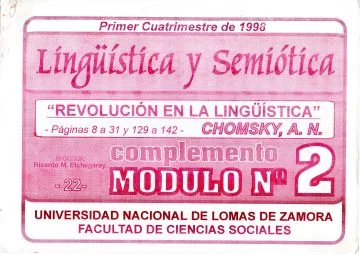 Primer Cuatrimestre de 1998
Lingüística y Semiótica
"REVOLUCIÓN EN LA LINGÜÍSTICA"
- Páginas 8 a 31 y 129 a 142 - CHOMSKY, A. N.
PROFESOR:
Ricardo M. Etchegaray.
complemento
- 22 -
MODULO Nº 2
UNIVERSIDAD NACIONAL DE LOMAS DE ZAMORA
FACULTAD DE CIENCIAS SOCIALES